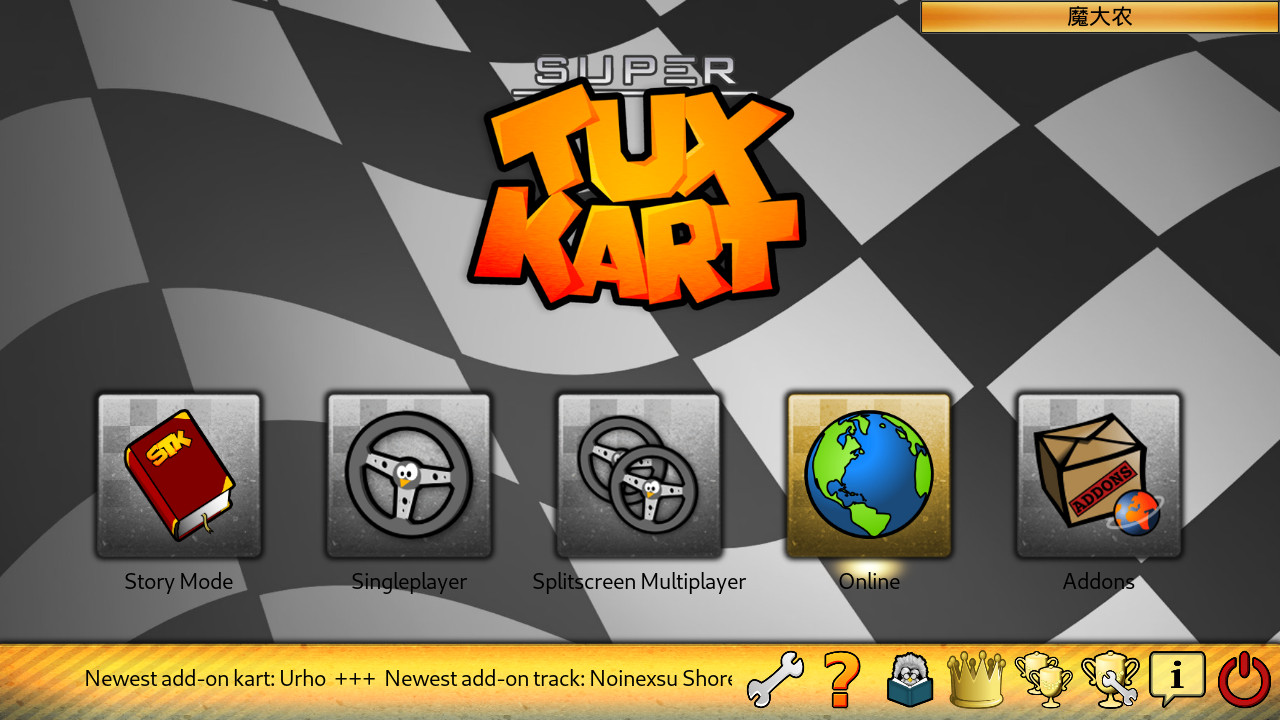 魔大农
SUPER
TUX
KART
STK
ADDONS
Story Mode
Singleplayer
Splitscreen Multiplayer
Online
Addons
Newest add-on kart: Urho +++ Newest add-on track: Noinexsu Shore
i